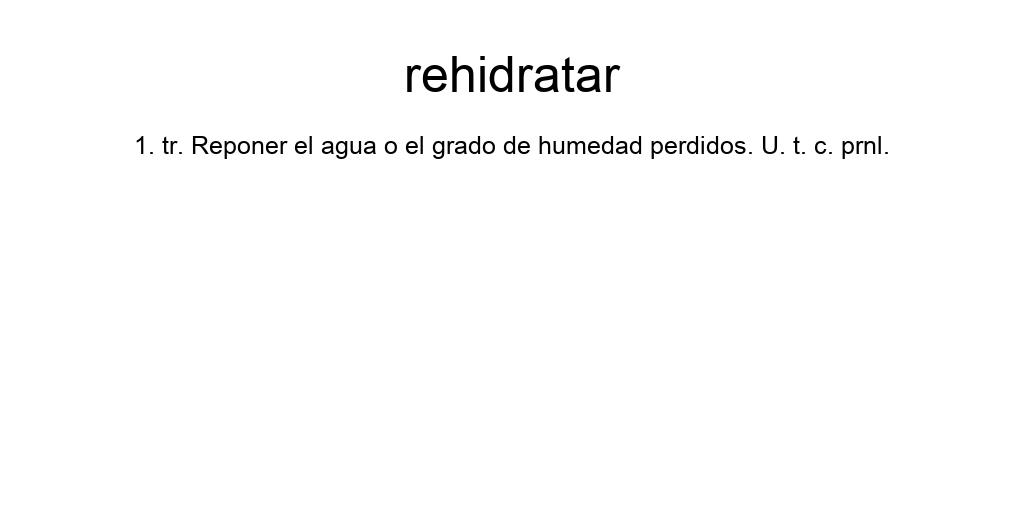 rehidratar
1. tr. Reponer el agua o el grado de humedad perdidos. U. t. c. prnl.